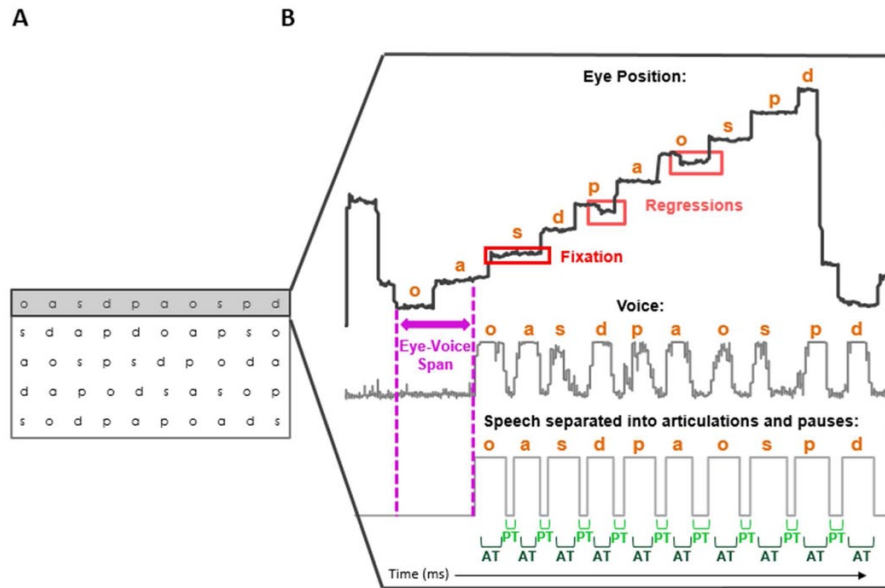 A
o a s d p a o s p d
s d a p d o a p s o
a o s p s d p o d a
d a p o d s a s o p
s o d p a p o a d s
B
Eye Position:
o a s d p a o s p d
Regressions
Fixation
Voice:
o a s d p a o s p d
Eye-Voice
Span
Speech separated into articulations and pauses:
o a s d p a o s p d
PT PT PT PT PT PT PT PT PT
AT AT AT AT AT AT AT AT AT AT
Time (ms)